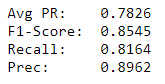 Avg PR: 0.7826
F1-Score: 0.8545
Recall: 0.8164
Prec: 0.8962